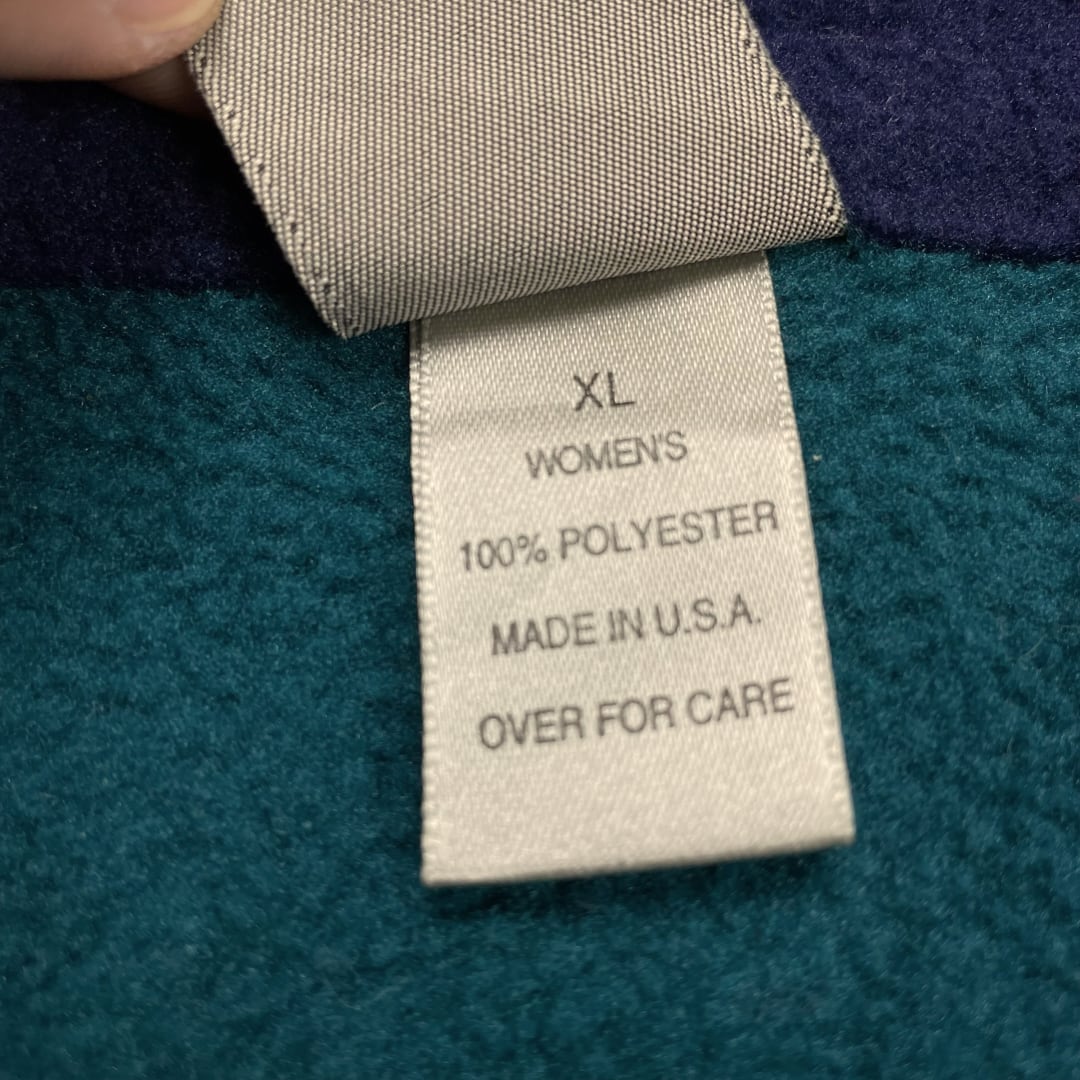 XL
WOMEN'S
100% POLYESTER
MADE IN U.S.A.
OVER FOR CARE